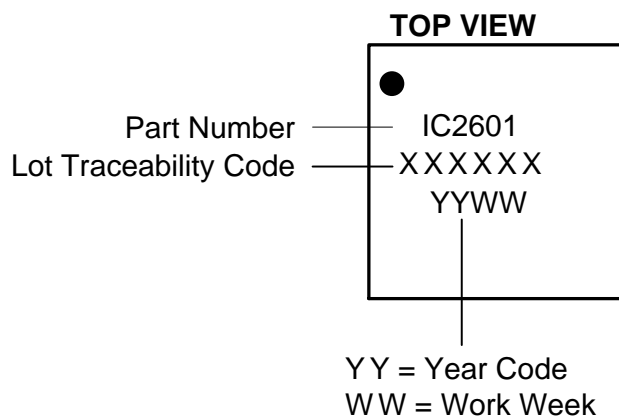 TOP VIEW
Part Number
IC2601
Lot Traceability Code
XXXXXX
YYWW
YY = Year Code
WW = Work Week